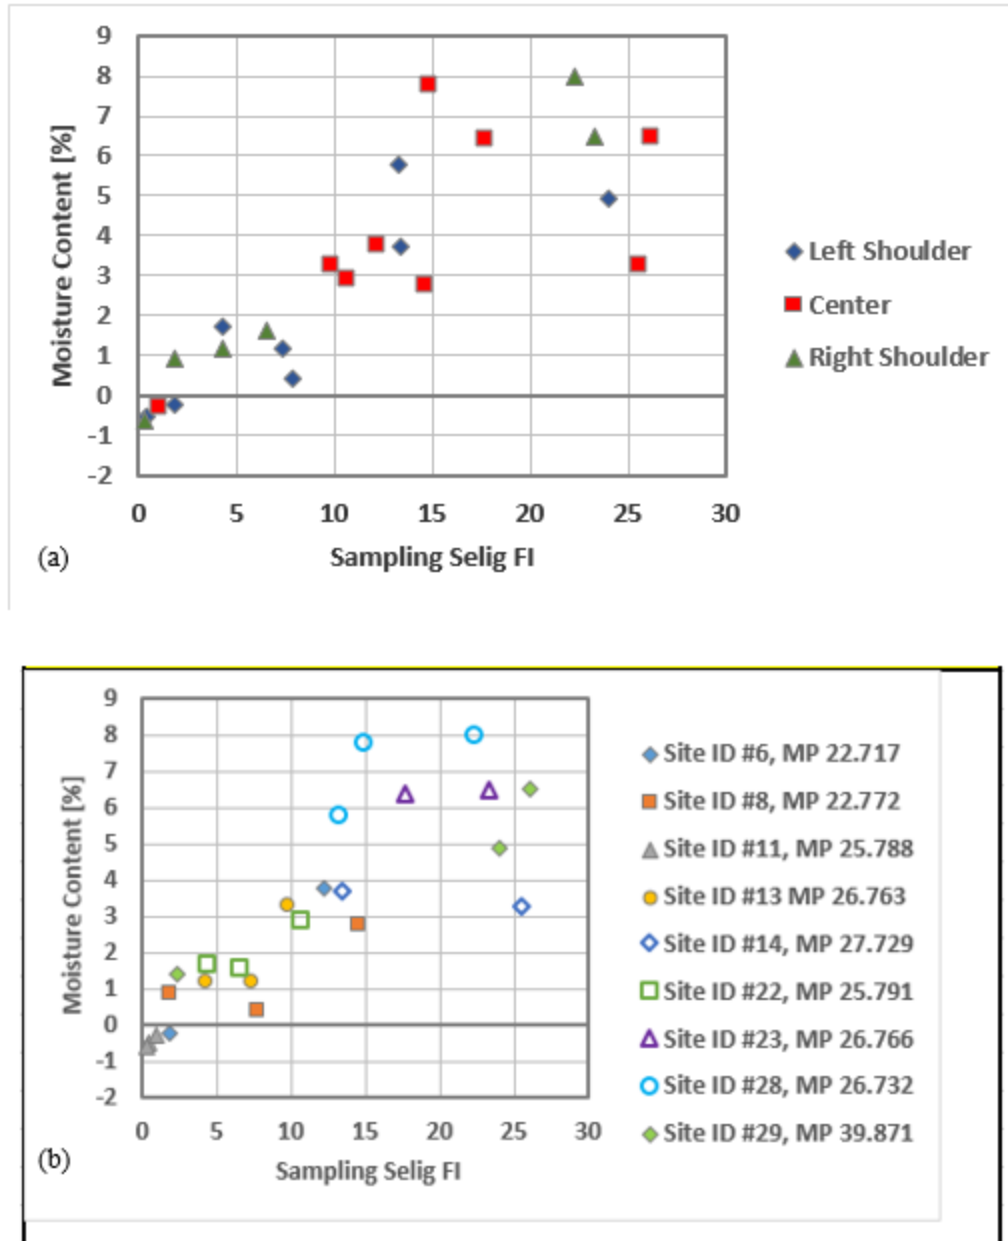 9
8
7
6
5
4
3
2
1
0
-1
-2
Moisture Content [%]
0 5 10 15 20 25 30
Sampling Selig FI
(a)
Left Shoulder
Center
Right Shoulder
9
8
7
6
5
4
3
2
1
0
-1
-2
Moisture Content [%]
0 5 10 15 20 25 30
Sampling Selig FI
(b)
Site ID #6, MP 22.717
Site ID #8, MP 22.772
Site ID #11, MP 25.788
Site ID #13 MP 26.763
Site ID #14, MP 27.729
Site ID #22, MP 25.791
Site ID #23, MP 26.766
Site ID #28, MP 26.732
Site ID #29, MP 39.871